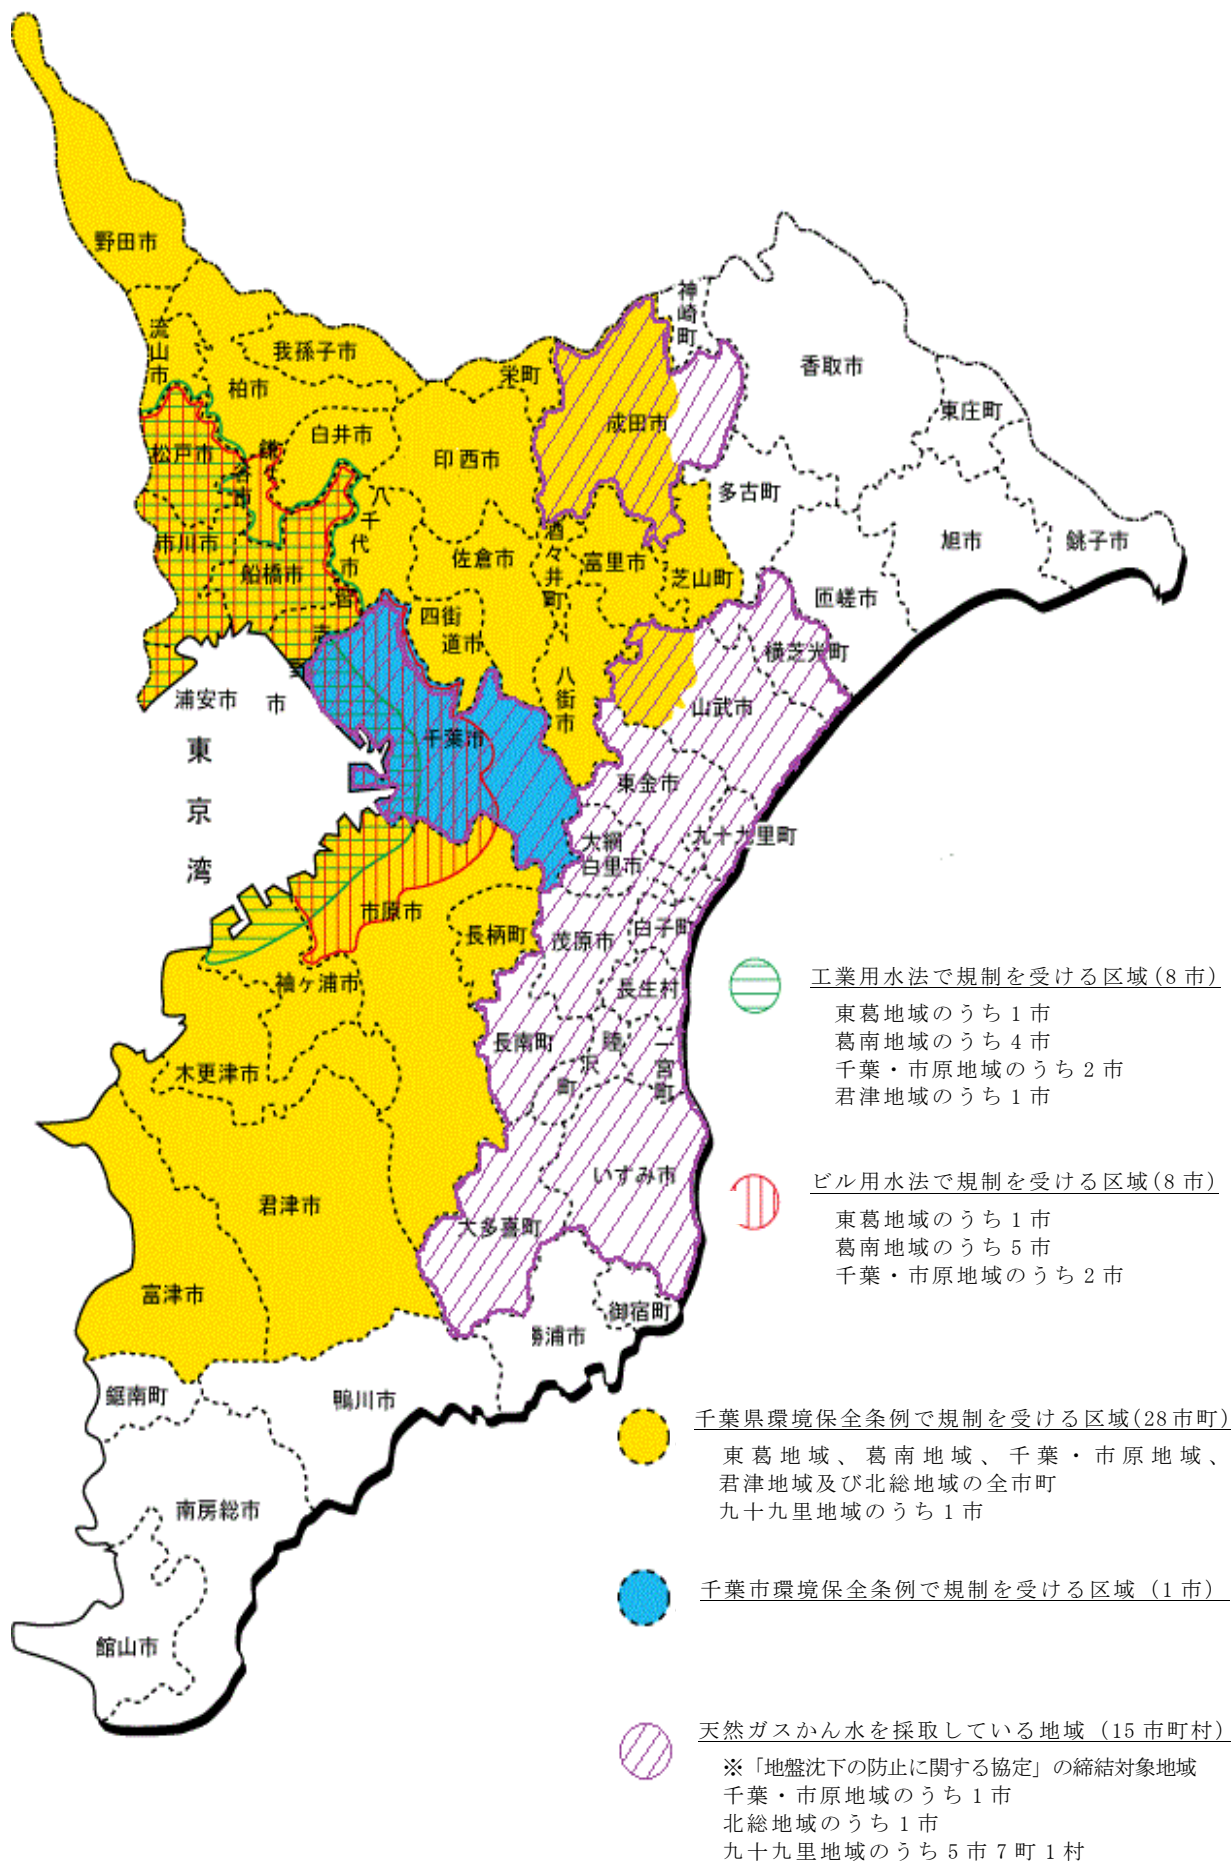 野田市
流山市
我孫子市
柏市
栄町
神崎町
香取市
東庄町
成田市
白井市
鎌ケ谷市
松戸市
印西市
多古町
八千代市
市川市
船橋市
佐倉市
酒々井町
富里市
芝山町
旭市
銚子市
匝嵯市
四街道市
習志野市
横芝光町
浦安市
八街市
山武市
千葉市
東京湾
東金市
九十九里町
大網白里市
市原市
長柄町
茂原市
白子町
袖ヶ浦市
長生村
長南町
睦沢町
一宮町
木更津市
いすみ市
君津市
大多喜町
富津市
御宿町
勝浦市
鋸南町
鴨川市
南房総市
館山市
工業用水法で規制を受ける区域(8市)
東葛地域のうち1市
葛南地域のうち4市
千葉・市原地域のうち2市
君津地域のうち1市
ビル用水法で規制を受ける区域(8市)
東葛地域のうち1市
葛南地域のうち5市
千葉・市原地域のうち2市
千葉県環境保全条例で規制を受ける区域(28市町)
東葛地域、葛南地域、千葉・市原地域、
君津地域及び北総地域の全市町
九十九里地域のうち1市
千葉市環境保全条例で規制を受ける区域(1市)
天然ガスかん水を採取している地域(15市町村)
※「地盤沈下の防止に関する協定」の締結対象地域
千葉・市原地域のうち1市
北総地域のうち1市
九十九里地域のうち5市7町1村